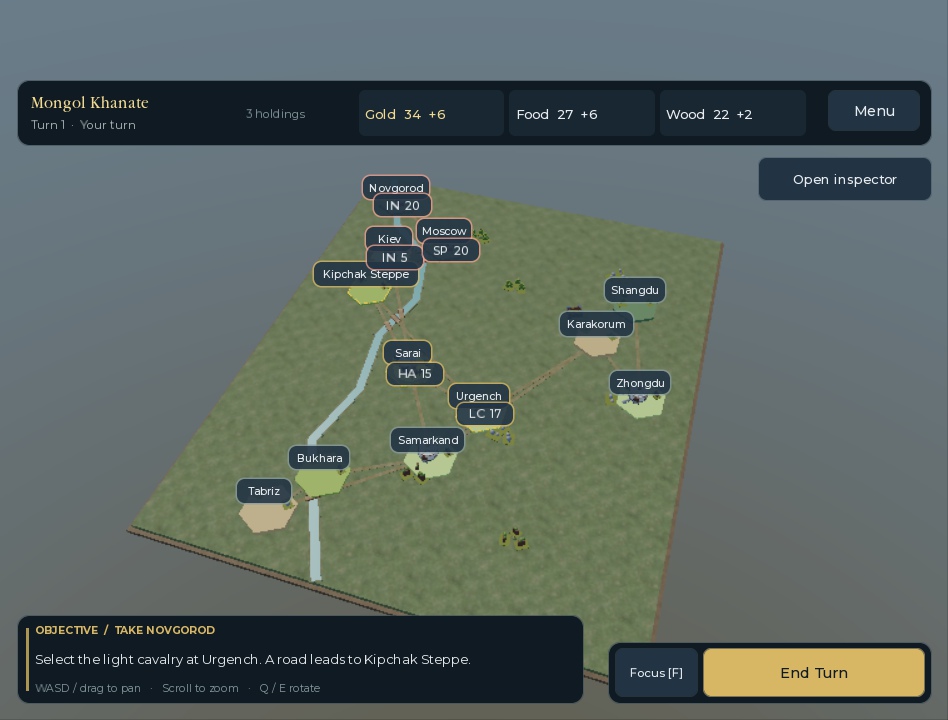 Mongol Khanate
Turn 1 · Your turn
3 holdings
Gold 34 +6
Food 27 +6
Wood 22 +2
Menu
Open inspector
Novgorod
IN 20
Moscow
SP 20
Kiev
IN 5
Kipchak Steppe
Shangdu
Karakorum
Sarai
HA 15
Zhongdu
Urgench
LC 17
Samarkand
Bukhara
Tabriz
OBJECTIVE / TAKE NOVGOROD
Select the light cavalry at Urgench. A road leads to Kipchak Steppe.
WASD / drag to pan · Scroll to zoom · Q / E rotate
Focus [F]
End Turn